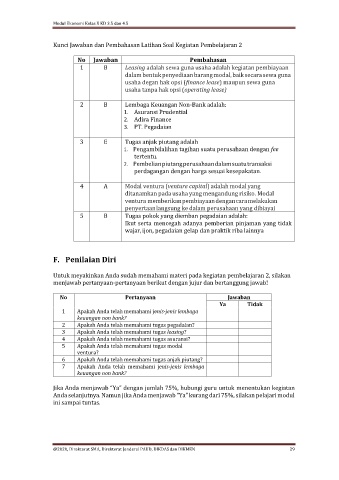 Modul Ekonomi Kelas X KD 3.5 dan 4.5
Kunci Jawaban dan Pembahasan Latihan Soal Kegiatan Pembelajaran 2
No Jawaban Pembahasan
1 B Leasing adalah sewa guna usaha adalah kegiatan pembiayaan
dalam bentuk penyediaan barang modal, baik secara sewa guna
usaha degan hak opsi (finance lease) maupun sewa guna
usaha tanpa hak opsi (operating lease)
2 B Lembaga Keuangan Non-Bank adalah:
1. Asuransi Prudential
2. Adira Finance
3. PT. Pegadaian
3 E Tugas anjak piutang adalah
1. Pengambilalihan tagihan suatu perusahaan dengan fee
tertentu.
2. Pembelian piutang perusahaan dalam suatu transaksi
perdagangan dengan harga sesuai kesepakatan.
4 A Modal ventura (venture capital) adalah modal yang
ditanamkan pada usaha yang mengandung risiko. Modal
ventura memberikan pembiayaan dengan cara melakukan
penyertaan langsung ke dalam perusahaan yang dibiayai
5 B Tugas pokok yang diemban pegadaian adalah:
Ikut serta mencegah adanya pemberian pinjaman yang tidak
wajar, ijon, pegadaian gelap dan praktik riba lainnya
F. Penilaian Diri
Untuk meyakinkan Anda sudah memahami materi pada kegiatan pembelajaran 2, silakan
menjawab pertanyaan-pertanyaan berikut dengan jujur dan bertanggung jawab!
No Pertanyaan Jawaban
Ya Tidak
1 Apakah Anda telah memahami jenis-jenis lembaga
keuangan non bank?
2 Apakah Anda telah memahami tugas pegadaian?
3 Apakah Anda telah memahami tugas leasing?
4 Apakah Anda telah memahami tugas asuransi?
5 Apakah Anda telah memahami tugas modal
ventura?
6 Apakah Anda telah memahami tugas anjak piutang?
7 Apakah Anda telah memahami jenis-jenis lembaga
keuangan non bank?
Jika Anda menjawab "Ya" dengan jumlah 75%, hubungi guru untuk menentukan kegiatan
Anda selanjutnya. Namun jika Anda menjawab "Ya" kurang dari 75%, silakan pelajari modul
ini sampai tuntas.
@2020, Direktorat SMA, Direktorat Jenderal PAUD, DIKDAS dan DIKMEN 29